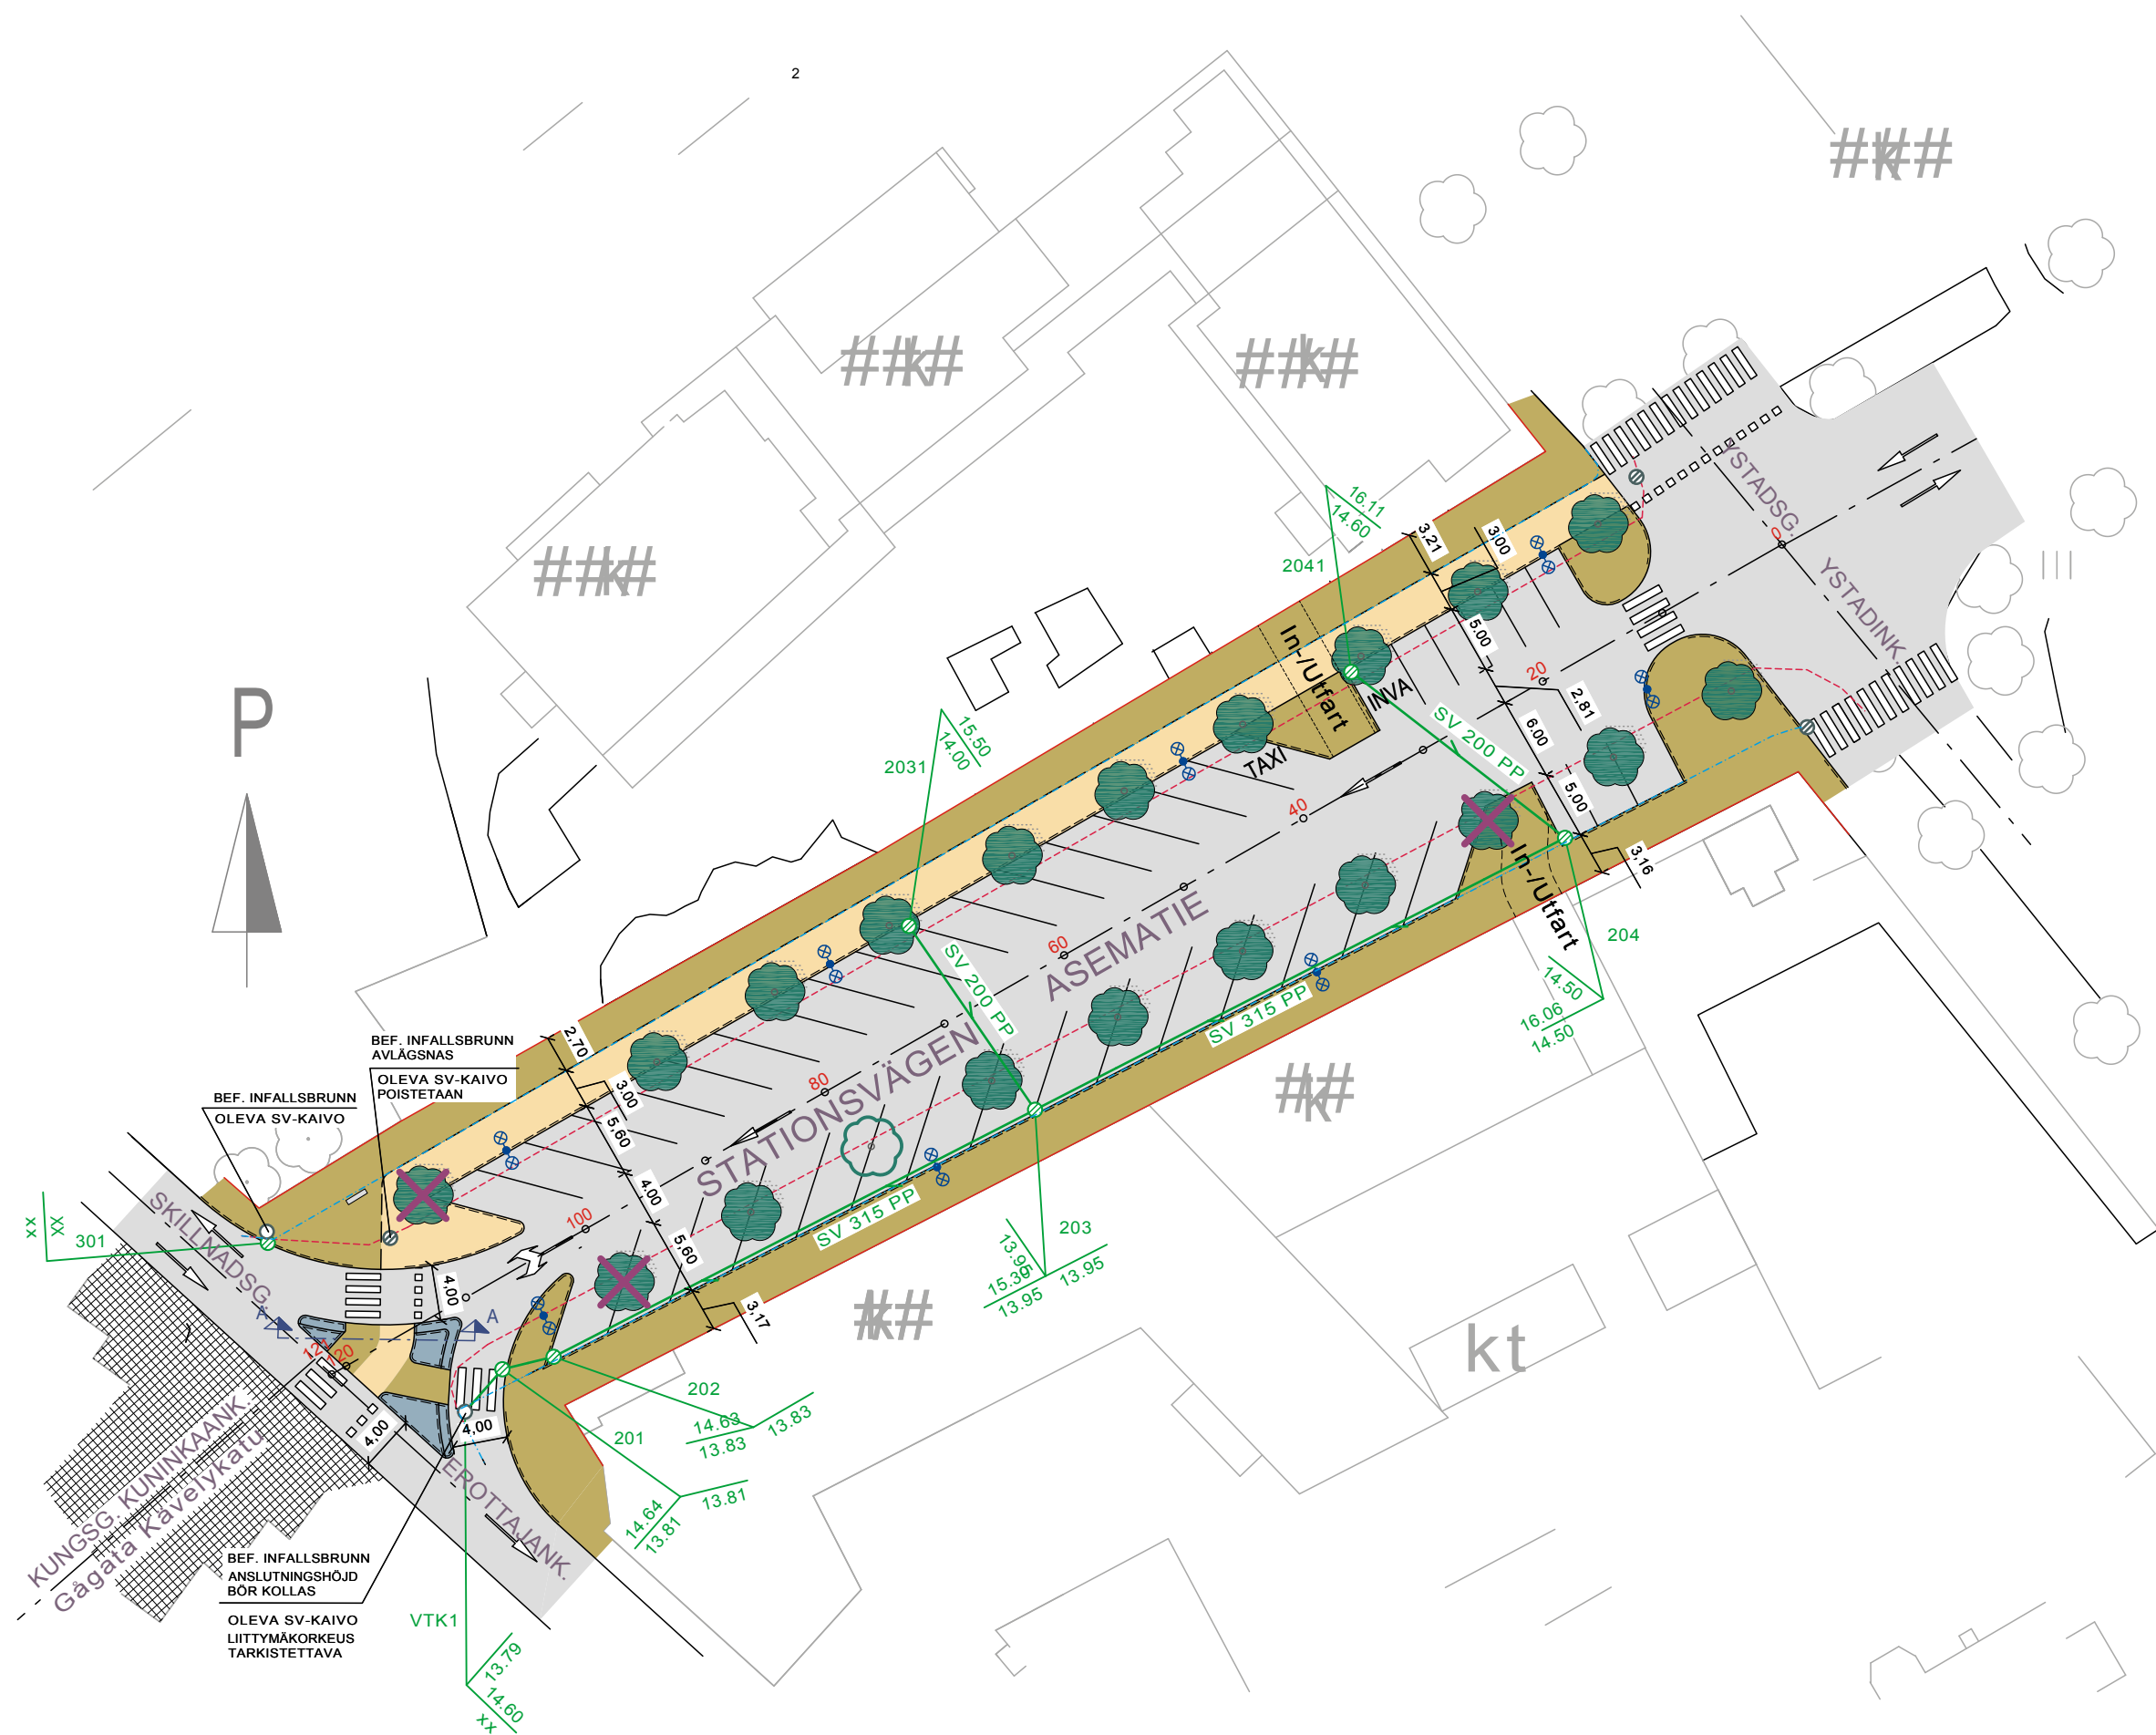 2
####
k
####
k
####
k
####
k
P
YSTADSG.
YSTADINK.
0
16.11
14.60
2041
3,21
3,00
5.00
20
2,81
6.00
5.00
3,16
In-/Utfart
INVA
TAXI
SV 200 PP
40
In-/Utfart
204
14.50
16.06
14.50
15.50
14.00
2031
SV 200 PP
60
ASEMATIE
STATIONSVÄGEN
80
SV 315 PP
SV 315 PP
##
k
##
k
kt
2,70
3.00
5,60
4.00
5,60
3,17
100
BEF. INFALLSBRUNN
AVLÄGSNAS
OLEVA SV-KAIVO
POISTETAAN
BEF. INFALLSBRUNN
OLEVA SV-KAIVO
xx
XX
301
SKILLNADSG.
4,00
A
A
120
4,00
4,00
203
13.95
15.39
13.95
13.95
202
14.63
13.83
13.83
201
14.64
13.81
13.81
EROTTAJANK.
KUNGSG. KUNINKAANK.
Gågata Kävelykatu
BEF. INFALLSBRUNN
ANSLUTNINGSHÖJD
BÖR KOLLAS
OLEVA SV-KAIVO
LIITTYMÄKORKEUS
TARKISTETTAVA
VTK1
13.79
14.60
xx